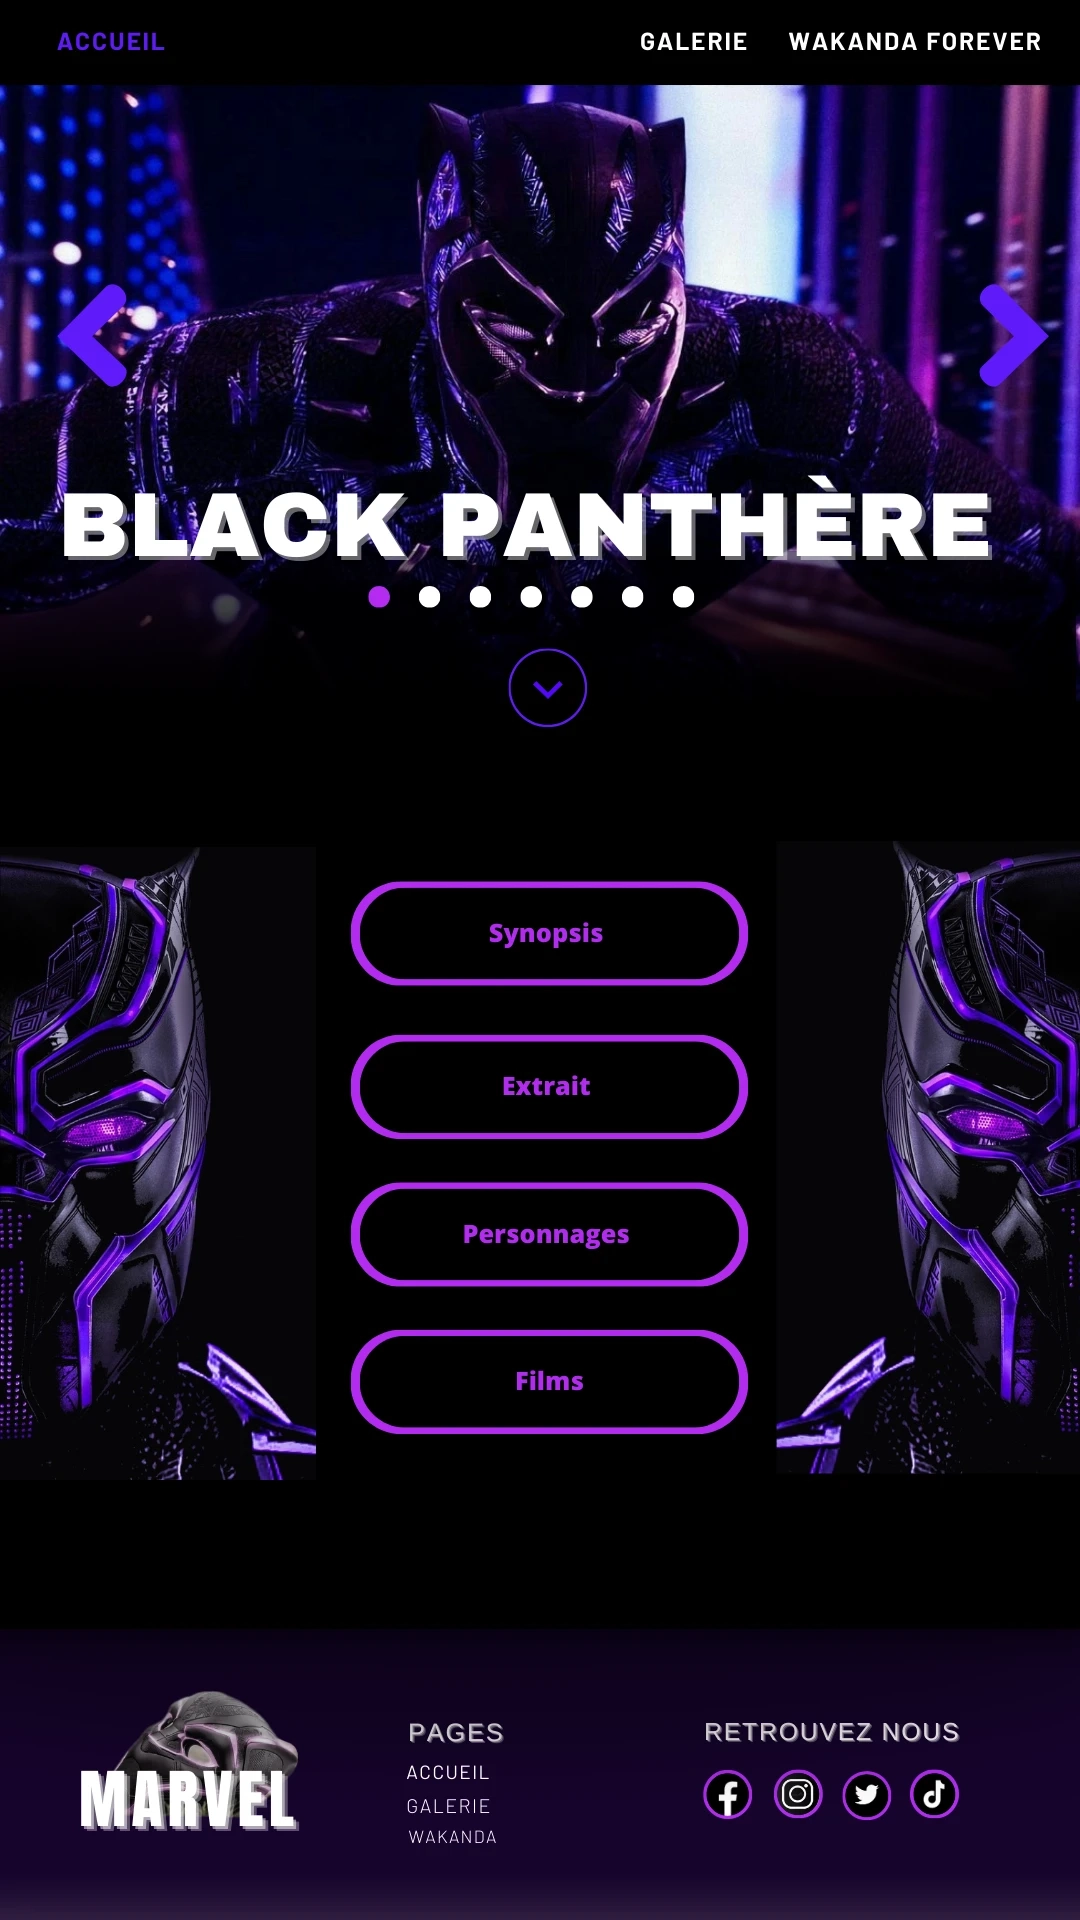 ACCUEIL
GALERIE
WAKANDA FOREVER
BLACK PANTHÈRE
Synopsis
Extrait
Personnages
Films
MARVEL
PAGES
ACCUEIL
GALERIE
WAKANDA
RETROUVEZ NOUS